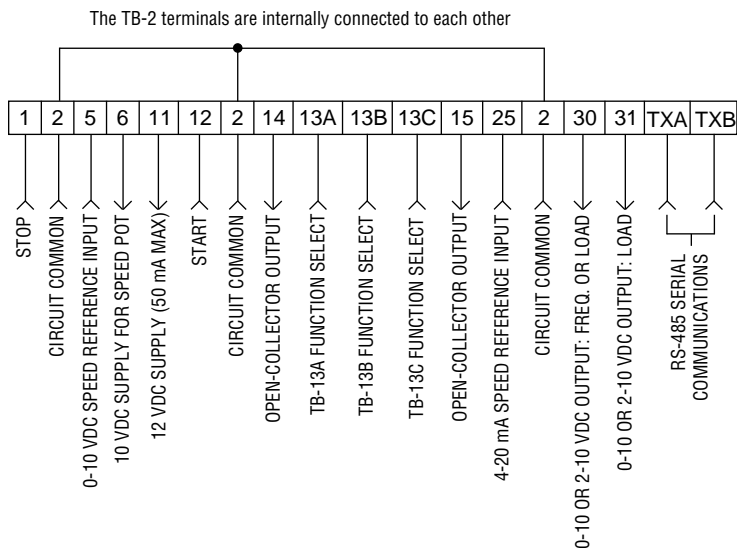 The TB-2 terminals are internally connected to each other
1 2 5 6 11 12 2 14 13A 13B 13C 15 25 2 30 31 TXA TXB
STOP
CIRCUIT COMMON
0-10 VDC SPEED REFERENCE INPUT
10 VDC SUPPLY FOR SPEED POT
12 VDC SUPPLY (50 mA MAX)
START
CIRCUIT COMMON
OPEN-COLLECTOR OUTPUT
TB-13A FUNCTION SELECT
TB-13B FUNCTION SELECT
TB-13C FUNCTION SELECT
OPEN-COLLECTOR OUTPUT
4-20 mA SPEED REFERENCE INPUT
CIRCUIT COMMON
0-10 OR 2-10 VDC OUTPUT: FREQ. OR LOAD
0-10 OR 2-10 VDC OUTPUT: LOAD
RS-485 SERIAL
COMMUNICATIONS